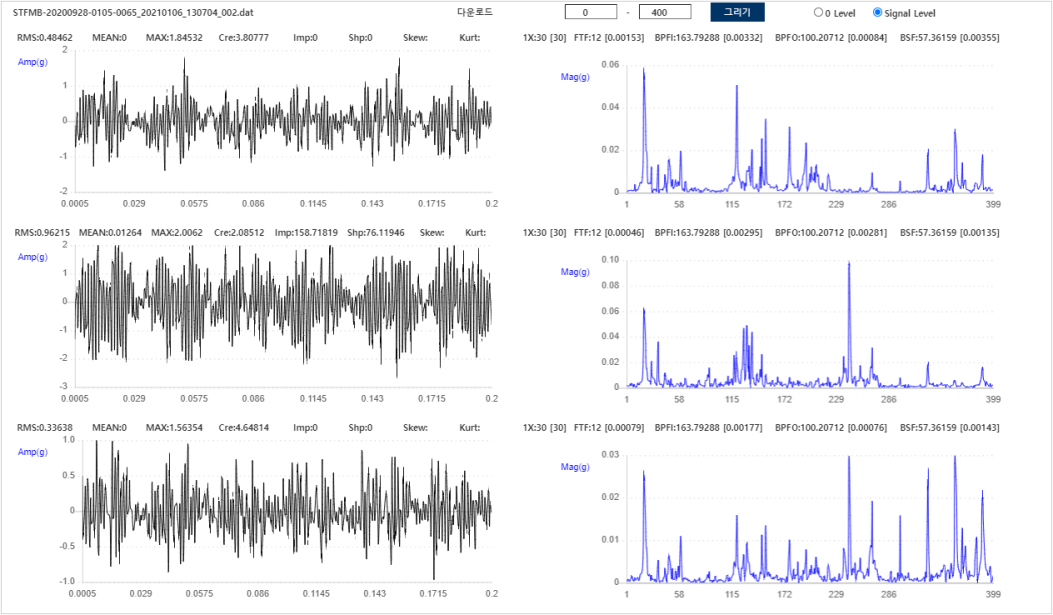 STFMB-20200928-0105-0065_20210106_130704_002.dat 다운로드 0 - 400 그리기 0 Level Signal Level
RMS:0.48462 MEAN:0 MAX:1.84532 Cre:3.80777 Imp:0 Shp:0 Skew: Kurt:
Amp(g)
2
1
0
-1
-2
0.0005 0.029 0.0575 0.086 0.1145 0.143 0.1715 0.2
1X:30 [30] FTF:12 [0.00153] BPFI:163.79288 [0.00332] BPFO:100.20712 [0.00084] BSF:57.36159 [0.00355]
Mag(g)
0.06
0.04
0.02
0
1 58 115 172 229 286 399
RMS:0.96215 MEAN:0.01264 MAX:2.0062 Cre:2.08512 Imp:158.71819 Shp:76.11946 Skew: Kurt:
Amp(g)
2
1
0
-1
-2
-3
0.0005 0.029 0.0575 0.086 0.1145 0.143 0.1715 0.2
1X:30 [30] FTF:12 [0.00046] BPFI:163.79288 [0.00295] BPFO:100.20712 [0.00281] BSF:57.36159 [0.00135]
Mag(g)
0.10
0.08
0.06
0.04
0.02
0
1 58 115 172 229 286 399
RMS:0.33638 MEAN:0 MAX:1.56354 Cre:4.64814 Imp:0 Shp:0 Skew: Kurt:
Amp(g)
1.0
0.5
0
-0.5
-1.0
0.0005 0.029 0.0575 0.086 0.1145 0.143 0.1715 0.2
1X:30 [30] FTF:12 [0.00079] BPFI:163.79288 [0.00177] BPFO:100.20712 [0.00076] BSF:57.36159 [0.00143]
Mag(g)
0.03
0.02
0.01
0
1 58 115 172 229 286 399